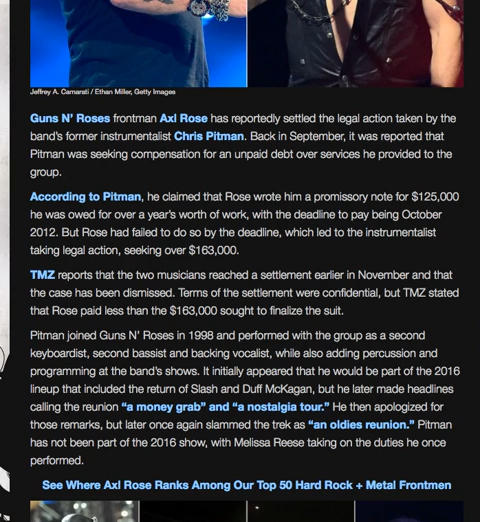 Jeffrey A. Camarati / Ethan Miller, Getty Images
Guns N' Roses frontman Axl Rose has reportedly settled the legal action taken by the
band's former instrumentalist Chris Pitman. Back in September, it was reported that
Pitman was seeking compensation for an unpaid debt over services he provided to the
group.
According to Pitman, he claimed that Rose wrote him a promissory note for $125,000
he was owed for over a year's worth of work, with the deadline to pay being October
2012. But Rose had failed to do so by the deadline, which led to the instrumentalist
taking legal action, seeking over $163,000.
TMZ reports that the two musicians reached a settlement earlier in November and that
the case has been dismissed. Terms of the settlement were confidential, but TMZ stated
that Rose paid less than the $163,000 sought to finalize the suit.
Pitman joined Guns N' Roses in 1998 and performed with the group as a second
keyboardist, second bassist and backing vocalist, while also adding percussion and
programming at the band's shows. It initially appeared that he would be part of the 2016
lineup that included the return of Slash and Duff McKagan, but he later made headlines
calling the reunion “a money grab” and “a nostalgia tour.” He then apologized for
those remarks, but later once again slammed the trek as “an oldies reunion.” Pitman
has not been part of the 2016 show, with Melissa Reese taking on the duties he once
performed.
See Where Axl Rose Ranks Among Our Top 50 Hard Rock + Metal Frontmen